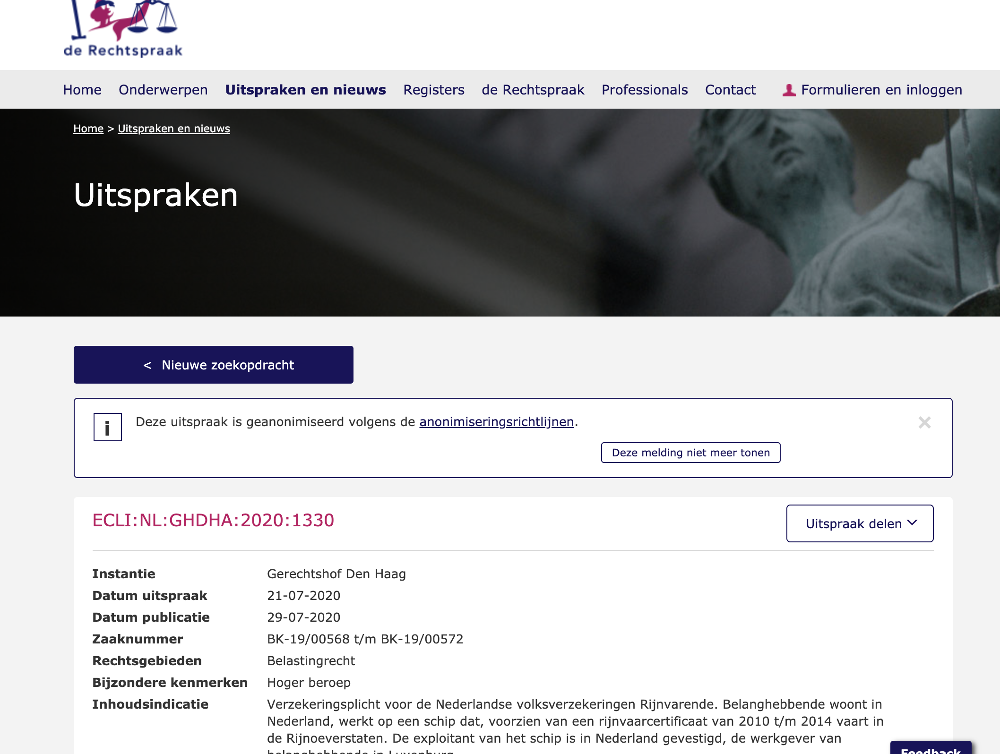 de Rechtspraak
Home Onderwerpen Uitspraken en nieuws Registers de Rechtspraak Professionals Contact Formulieren en inloggen
Home > Uitspraken en nieuws
Uitspraken
< Nieuwe zoekopdracht
i Deze uitspraak is geanonimiseerd volgens de anonimiseringsrichtlijnen.
Deze melding niet meer tonen
ECLI:NL:GHDHA:2020:1330
Uitspraak delen
Instantie Gerechtshof Den Haag
Datum uitspraak 21-07-2020
Datum publicatie 29-07-2020
Zaaknummer BK-19/00568 t/m BK-19/00572
Rechtsgebieden Belastingrecht
Bijzondere kenmerken Hoger beroep
Inhoudsindicatie Verzekeringsplicht voor de Nederlandse volksverzekeringen Rijnvarende. Belanghebbende woont in
Nederland, werkt op een schip dat, voorzien van een rijnvaarcertificaat van 2010 t/m 2014 vaart in
de Rijnoeverstaten. De exploitant van het schip is in Nederland gevestigd, de werkgever van
belanghebbende in Luxenburg.
Feedback